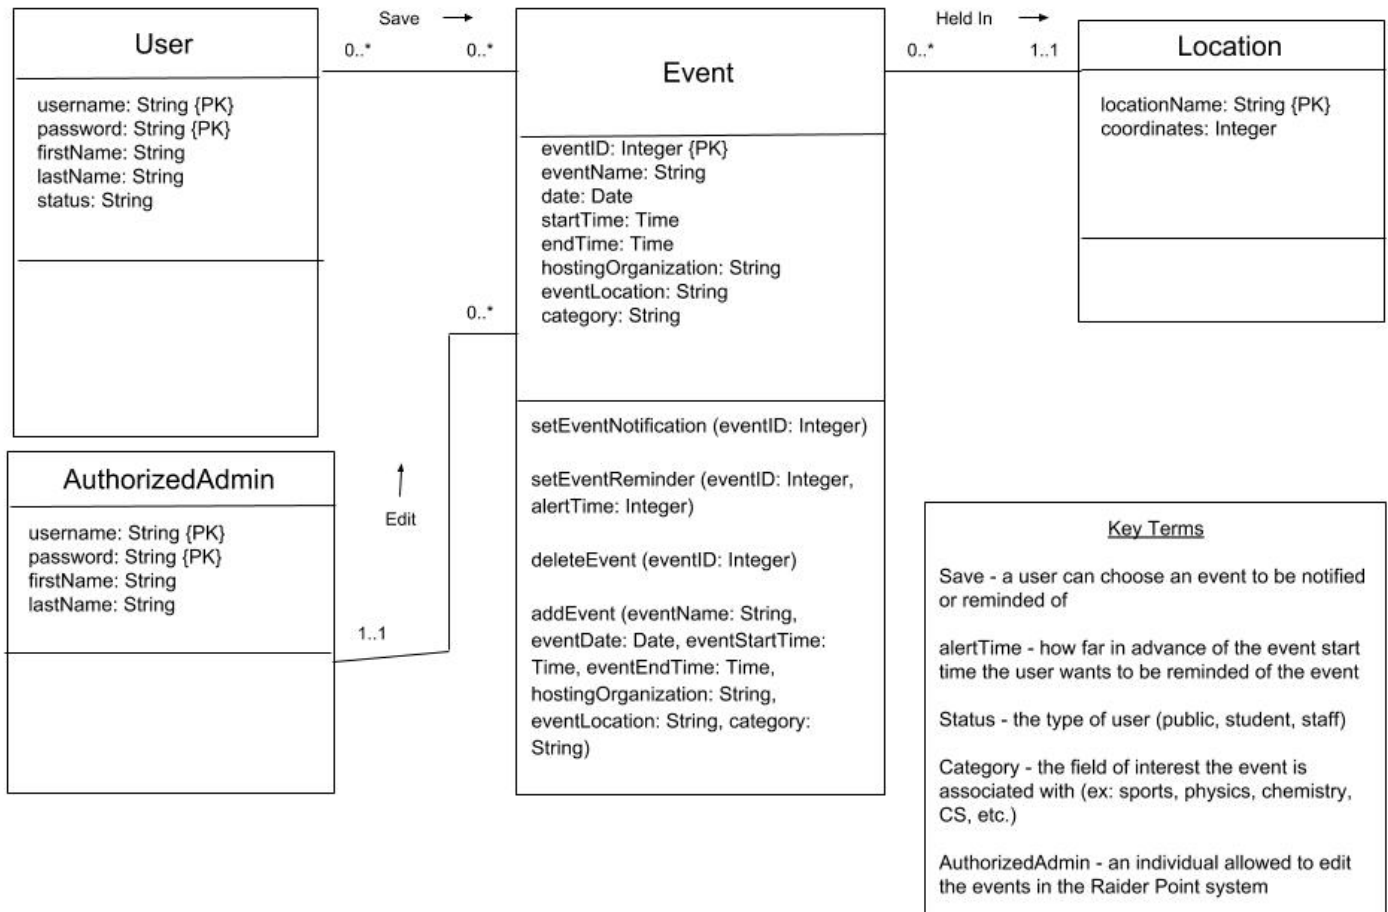 Save
0..*
0..*
User
username: String {PK}
password: String {PK}
firstName: String
lastName: String
status: String
Event
eventID: Integer {PK}
eventName: String
date: Date
startTime: Time
endTime: Time
hostingOrganization: String
eventLocation: String
category: String
setEventNotification (eventID: Integer)
setEventReminder (eventID: Integer,
alertTime: Integer)
deleteEvent (eventID: Integer)
addEvent (eventName: String,
eventDate: Date, eventStartTime:
Time, eventEndTime: Time,
hostingOrganization: String,
eventLocation: String, category:
String)
Held In
0..*
1..1
Location
locationName: String {PK}
coordinates: Integer
0..*
Edit
1..1
AuthorizedAdmin
username: String {PK}
password: String {PK}
firstName: String
lastName: String
Key Terms
Save - a user can choose an event to be notified
or reminded of
alertTime - how far in advance of the event start
time the user wants to be reminded of the event
Status - the type of user (public, student, staff)
Category - the field of interest the event is
associated with (ex: sports, physics, chemistry,
CS, etc.)
AuthorizedAdmin - an individual allowed to edit
the events in the Raider Point system